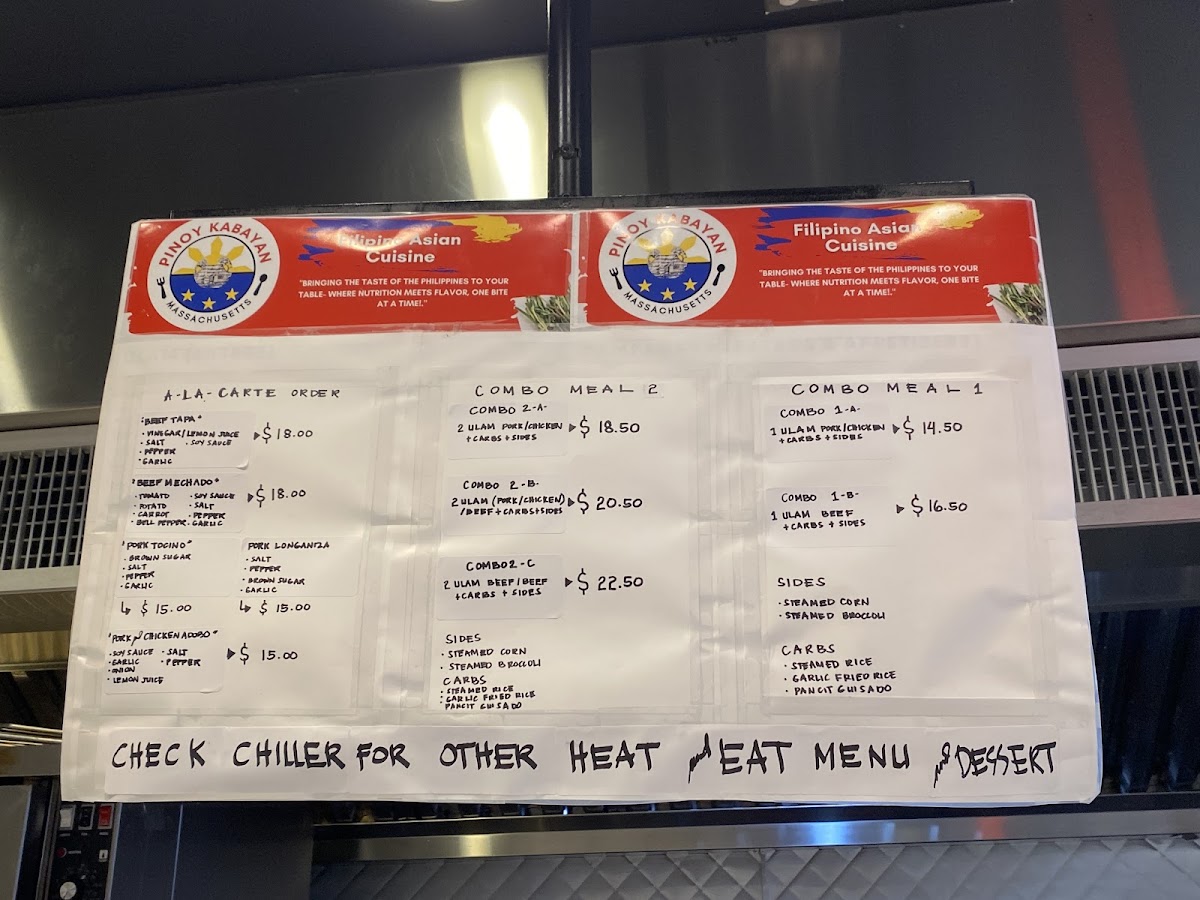 PINOY KABAYAN
MASSACHUSETTS
Filipino Asian
Cuisine
"BRINGING THE TASTE OF THE PHILIPPINES TO YOUR
TABLE- WHERE NUTRITION MEETS FLAVOR, ONE BITE
AT A TIME!."
PINOY KABAYAN
MASSACHUSETTS
Filipino Asian
Cuisine
"BRINGING THE TASTE OF THE PHILIPPINES TO YOUR
TABLE- WHERE NUTRITION MEETS FLAVOR, ONE BITE
AT A TIME!."
A-LA-CARTE ORDER
"BEEF TAPA"
• VINEGAR/LEMON JUICE
• SALT • SOY SAUCE
• PEPPER
• GARLIC
$18.00
"BEEF MECHADO"
• TOMATO • SOY SAUCE
• POTATO • SALT
• CARROT • PEPPER
• BELL PEPPER • GARLIC
$18.00
"PORK TOCINO"
• BROWN SUGAR
• SALT
• PEPPER
• GARLIC
$15.00
PORK LONGANIZA
• SALT
• PEPPER
• BROWN SUGAR
• GARLIC
$15.00
"PORK and CHICKEN ADOBO"
• SOY SAUCE • SALT
• GARLIC • PEPPER
• ONION
• LEMON JUICE
$15.00
COMBO MEAL 2
COMBO 2-A-
2 ULAM PORK/CHICKEN
+ CARBS + SIDES
$18.50
COMBO 2-B-
2 ULAM (PORK/CHICKEN)
/BEEF + CARBS+SIDES
$20.50
COMBO 2-C
2 ULAM BEEF/BEEF
+ CARBS + SIDES
$22.50
SIDES
• STEAMED CORN
• STEAMED BROCCOLI
CARBS
• STEAMED RICE
• GARLIC FRIED RICE
PANCIT GUISADO
COMBO MEAL 1
COMBO 1-A-
1 ULAM PORK/CHICKEN
+ CARBS + SIDES
$14.50
COMBO 1-B-
1 ULAM BEEF
+ CARBS + SIDES
$16.50
SIDES
• STEAMED CORN
• STEAMED BROCCOLI
CARBS
• STEAMED RICE
• GARLIC FRIED RICE
• PANCIT GUISADO
CHECK CHILLER FOR OTHER HEAT and EAT MENU and DESSERT